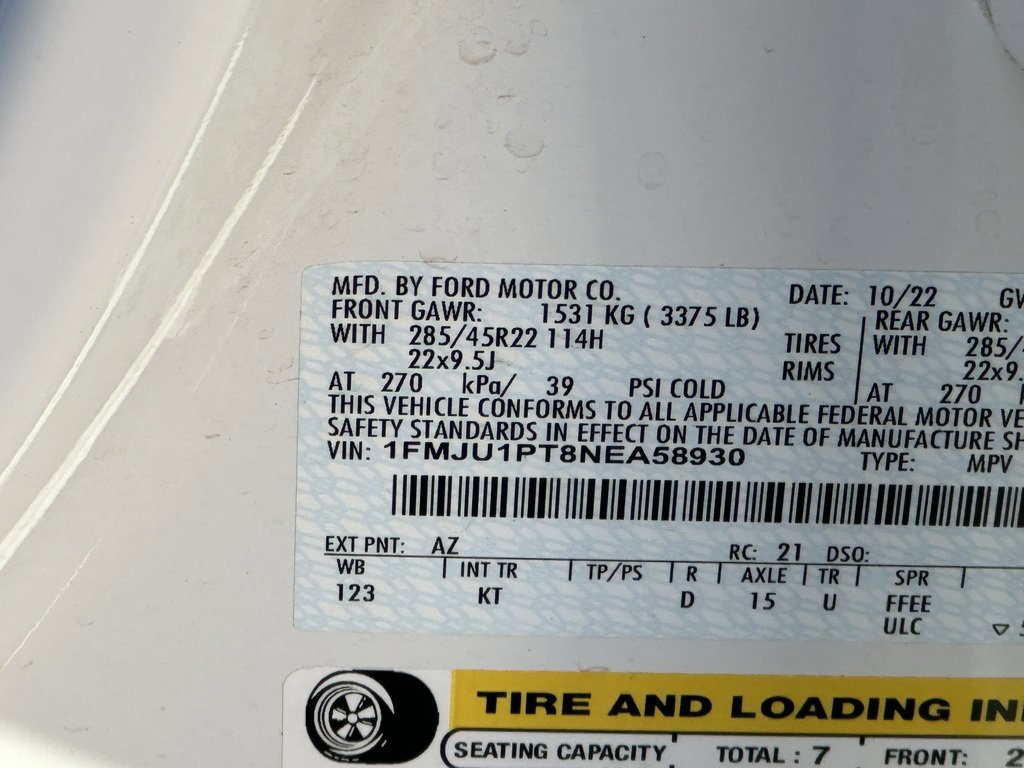 MFD. BY FORD MOTOR CO. DATE: 10/22
FRONT GAWR: 1531 KG ( 3375 LB) REAR GAWR:
WITH 285/45R22 114H TIRES WITH
22x9.5J RIMS
AT 270 kPa/ 39 PSI COLD AT 270
THIS VEHICLE CONFORMS TO ALL APPLICABLE FEDERAL MOTOR
SAFETY STANDARDS IN EFFECT ON THE DATE OF MANUFACTURE
VIN: 1FMJU1PT8NEA58930 TYPE: MPV
EXT PNT: AZ RC: 21 DSO:
WB INT TR TP/PS R AXLE TR SPR
123 KT D 15 U FFEE
ULC
TIRE AND LOADING
SEATING CAPACITY TOTAL : 7 FRONT: 2